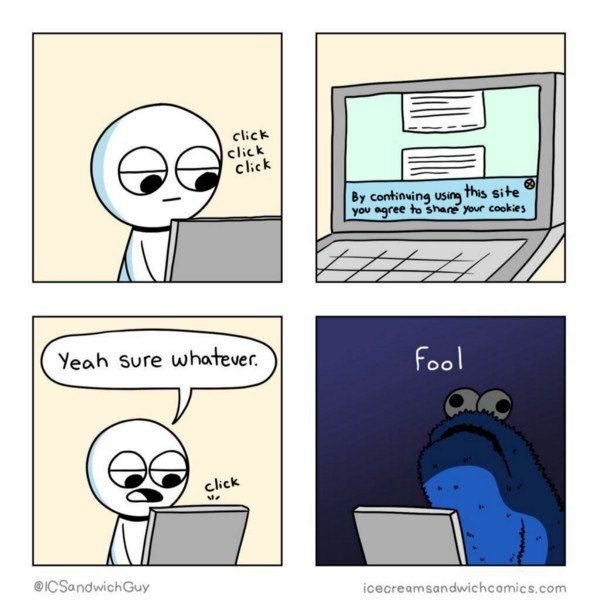 click
click
click
By continuing using this site
you agree to share your cookies
Yeah sure whatever.
click
Fool
@ICSandwichGuy
icecreamsandwichcomics.com